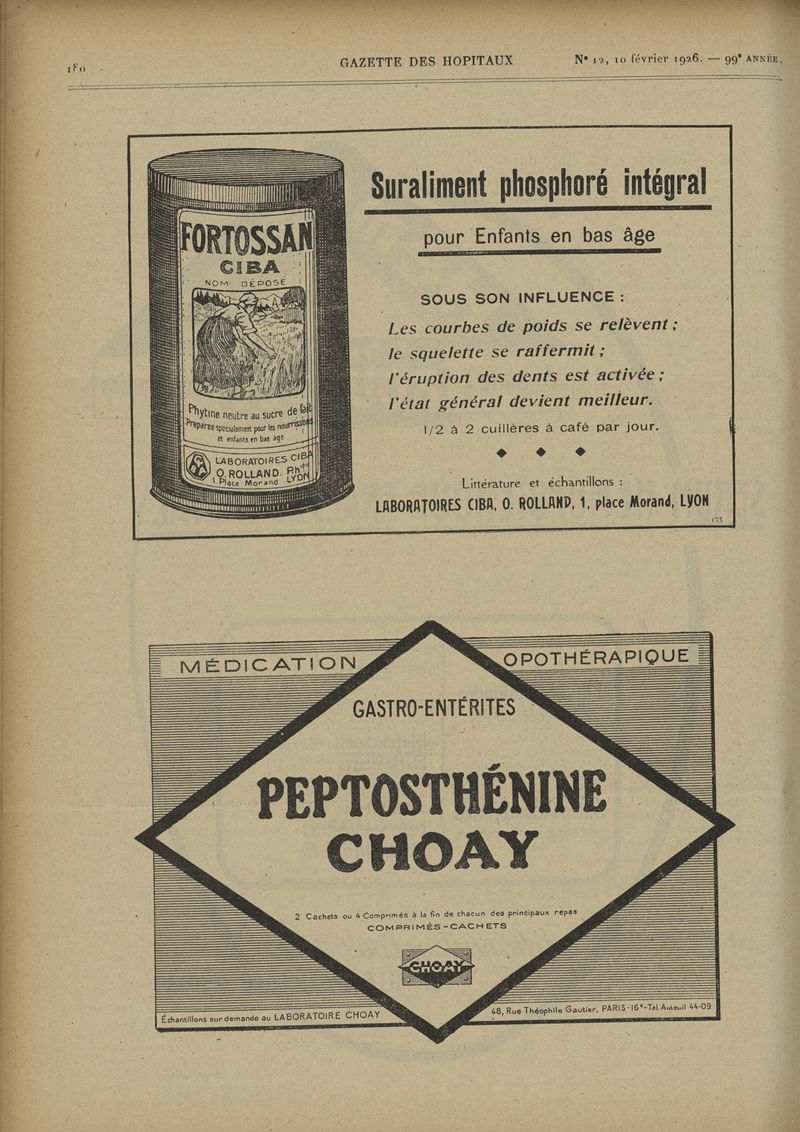 180
GAZETTE DES HOPITAUX
N° 12, 10 février 1926. — 99e ANNÉE.
FORTOSSAN
CIBA
NOM DÉPOSÉ
Phytine neutre au sucre de lait
Préparée spécialement pour les nourrissons
et enfants en bas age
LABORATOIRES CIBA
O. ROLLAND. Phien
1 Place Morand LYON
Suraliment phosphoré intégral
pour Enfants en bas âge
SOUS SON INFLUENCE :
Les courbes de poids se relèvent ;
le squelette se raffermit ;
l'éruption des dents est activée ;
l'état général devient meilleur.
1/2 à 2 cuillères à café par jour.
Littérature et échantillons :
LABORATOIRES CIBA, O. ROLLAND, 1, place Morand, LYON
175
MÉDICATION OPOTHÉRAPIQUE
GASTRO-ENTÉRITES
PEPTOSTHÉNINE
CHOAY
2 Cachets ou 4 Comprimés à la fin de chacun des principaux repas
COMPRIMÉS - CACHETS
CHOAY
Échantillons sur demande au LABORATOIRE CHOAY
48, Rue Théophile Gautier, PARIS-16e-Tél. Auteuil 44-09